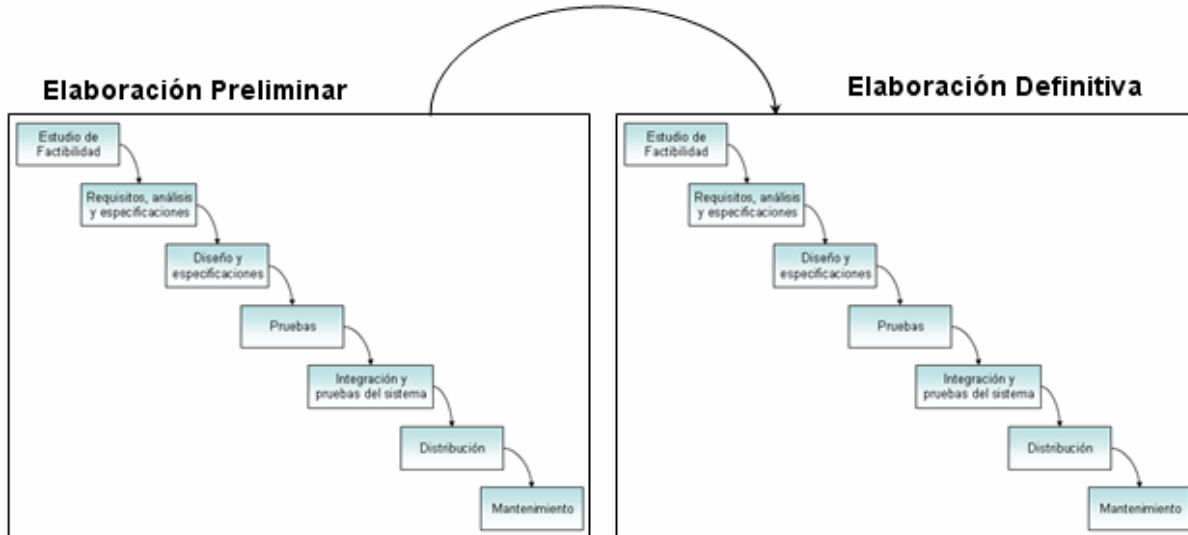 Elaboración Preliminar
Estudio de
Factibilidad
Requisitos, análisis
y especificaciones
Diseño y
especificaciones
Pruebas
Integración y
pruebas del sistema
Distribución
Mantenimiento
Elaboración Definitiva
Estudio de
Factibilidad
Requisitos, análisis
y especificaciones
Diseño y
especificaciones
Pruebas
Integración y
pruebas del sistema
Distribución
Mantenimiento